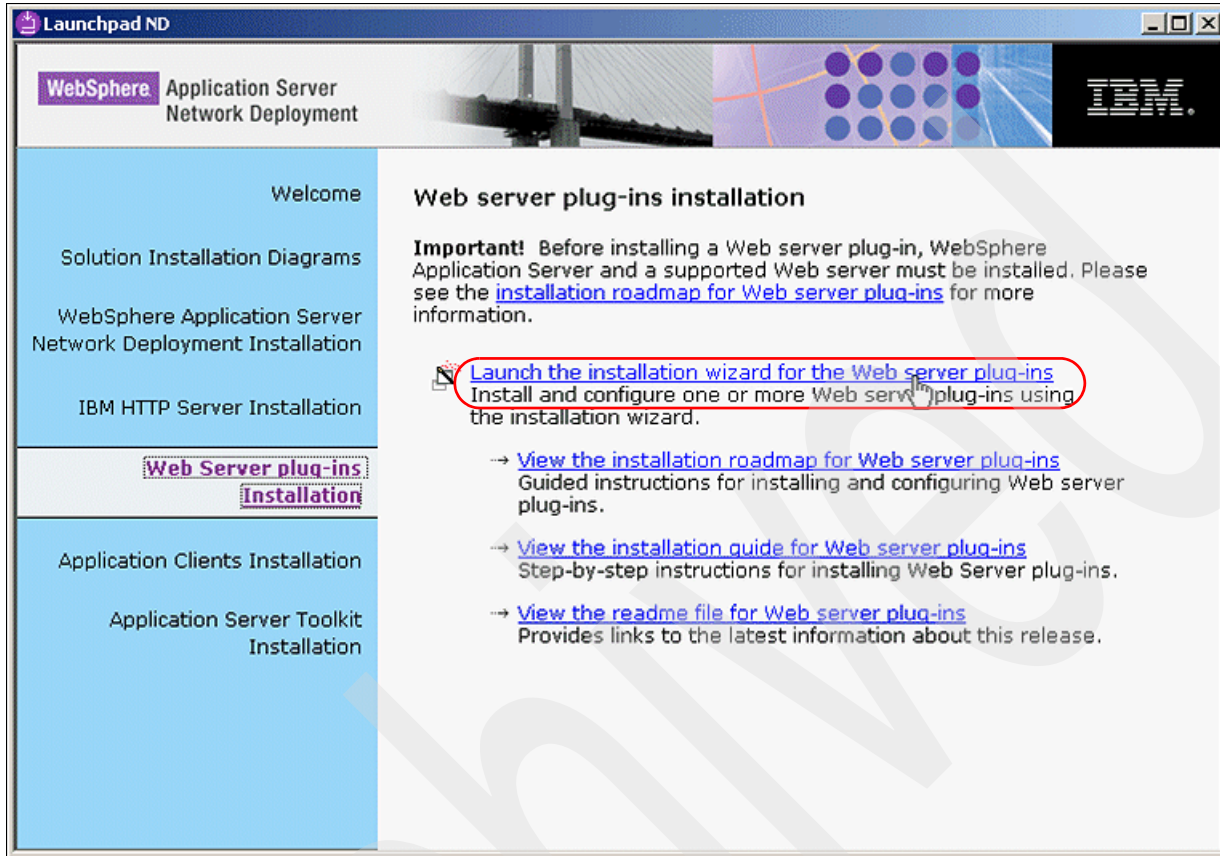 Launchpad ND
WebSphere. Application Server
Network Deployment
IBM.
Welcome
Solution Installation Diagrams
WebSphere Application Server
Network Deployment Installation
IBM HTTP Server Installation
Web Server plug-ins
Installation
Application Clients Installation
Application Server Toolkit
Installation
Web server plug-ins installation
Important! Before installing a Web server plug-in, WebSphere
Application Server and a supported Web server must be installed. Please
see the installation roadmap for Web server plug-ins for more
information.
Launch the installation wizard for the Web server plug-ins
Install and configure one or more Web server plug-ins using
the installation wizard.
View the installation roadmap for Web server plug-ins
Guided instructions for installing and configuring Web server
plug-ins.
View the installation guide for Web server plug-ins
Step-by-step instructions for installing Web Server plug-ins.
View the readme file for Web server plug-ins
Provides links to the latest information about this release.